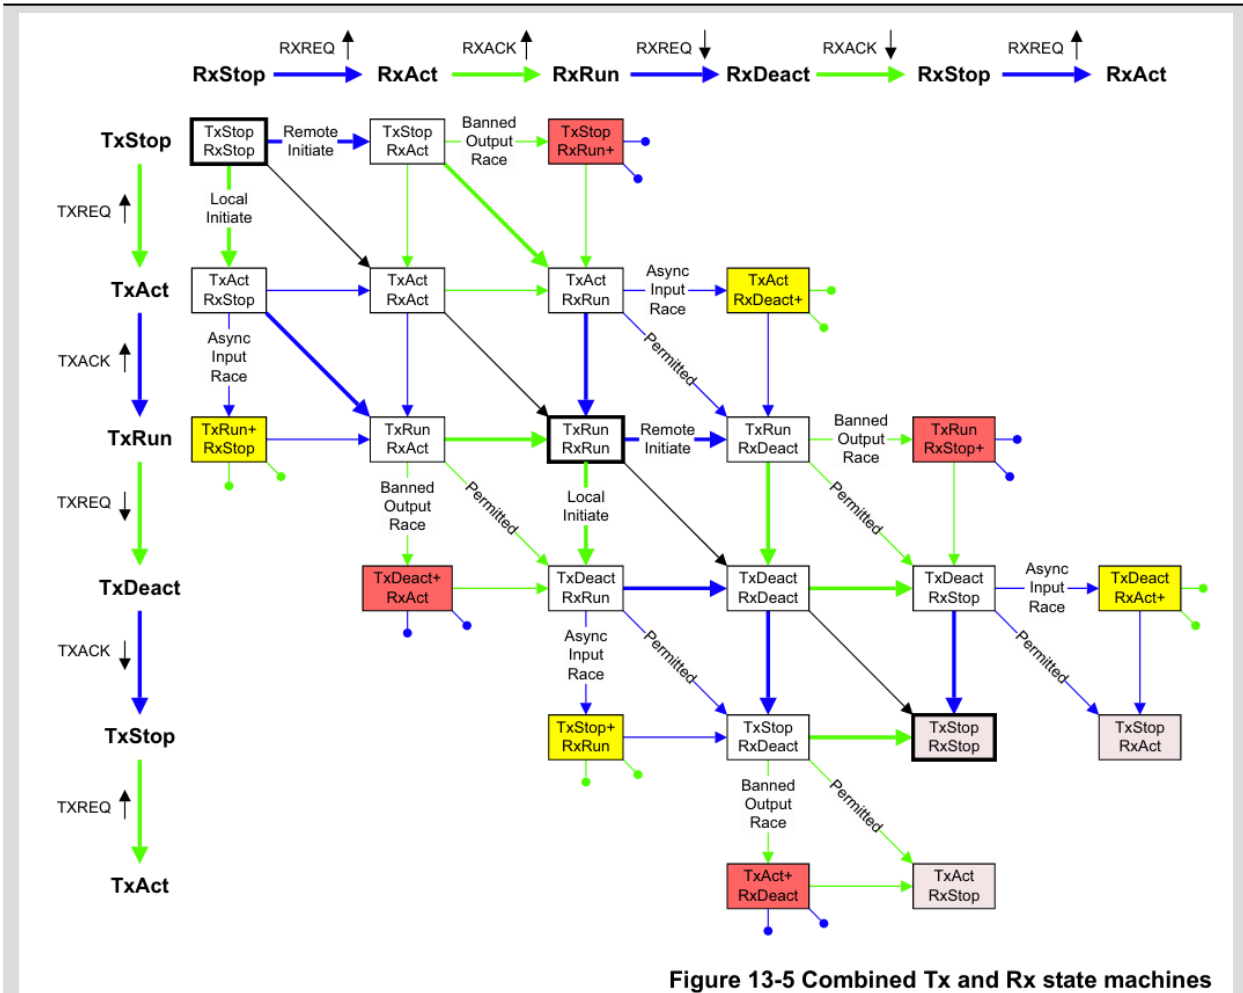 RXREQ
RXACK
RXREQ
RXACK
RXREQ
RxStop
RxAct
RxRun
RxDeact
RxStop
RxAct
TxStop
TxStop
RxStop
Remote
Initiate
TxStop
RxAct
Banned
Output
Race
TxStop
RxRun+
TXREQ
Local
Initiate
TxAct
TxAct
RxStop
TxAct
RxAct
TxAct
RxRun
Async
Input
Race
TxAct
RxDeact+
TXACK
Async
Input
Race
Permitted
TxRun
TxRun+
RxStop
TxRun
RxAct
TxRun
RxRun
Remote
Initiate
TxRun
RxDeact
Banned
Output
Race
TxRun
RxStop+
TXREQ
Banned
Output
Race
Permitted
Local
Initiate
Permitted
TxDeact
TxDeact+
RxAct
TxDeact
RxRun
TxDeact
RxDeact
TxDeact
RxStop
Async
Input
Race
TxDeact
RxAct+
TXACK
Async
Input
Race
Permitted
Permitted
TxStop
TxStop+
RxRun
TxStop
RxDeact
TxStop
RxStop
TxStop
RxAct
TXREQ
Banned
Output
Race
Permitted
TxAct
TxAct+
RxDeact
TxAct
RxStop
Figure 13-5 Combined Tx and Rx state machines